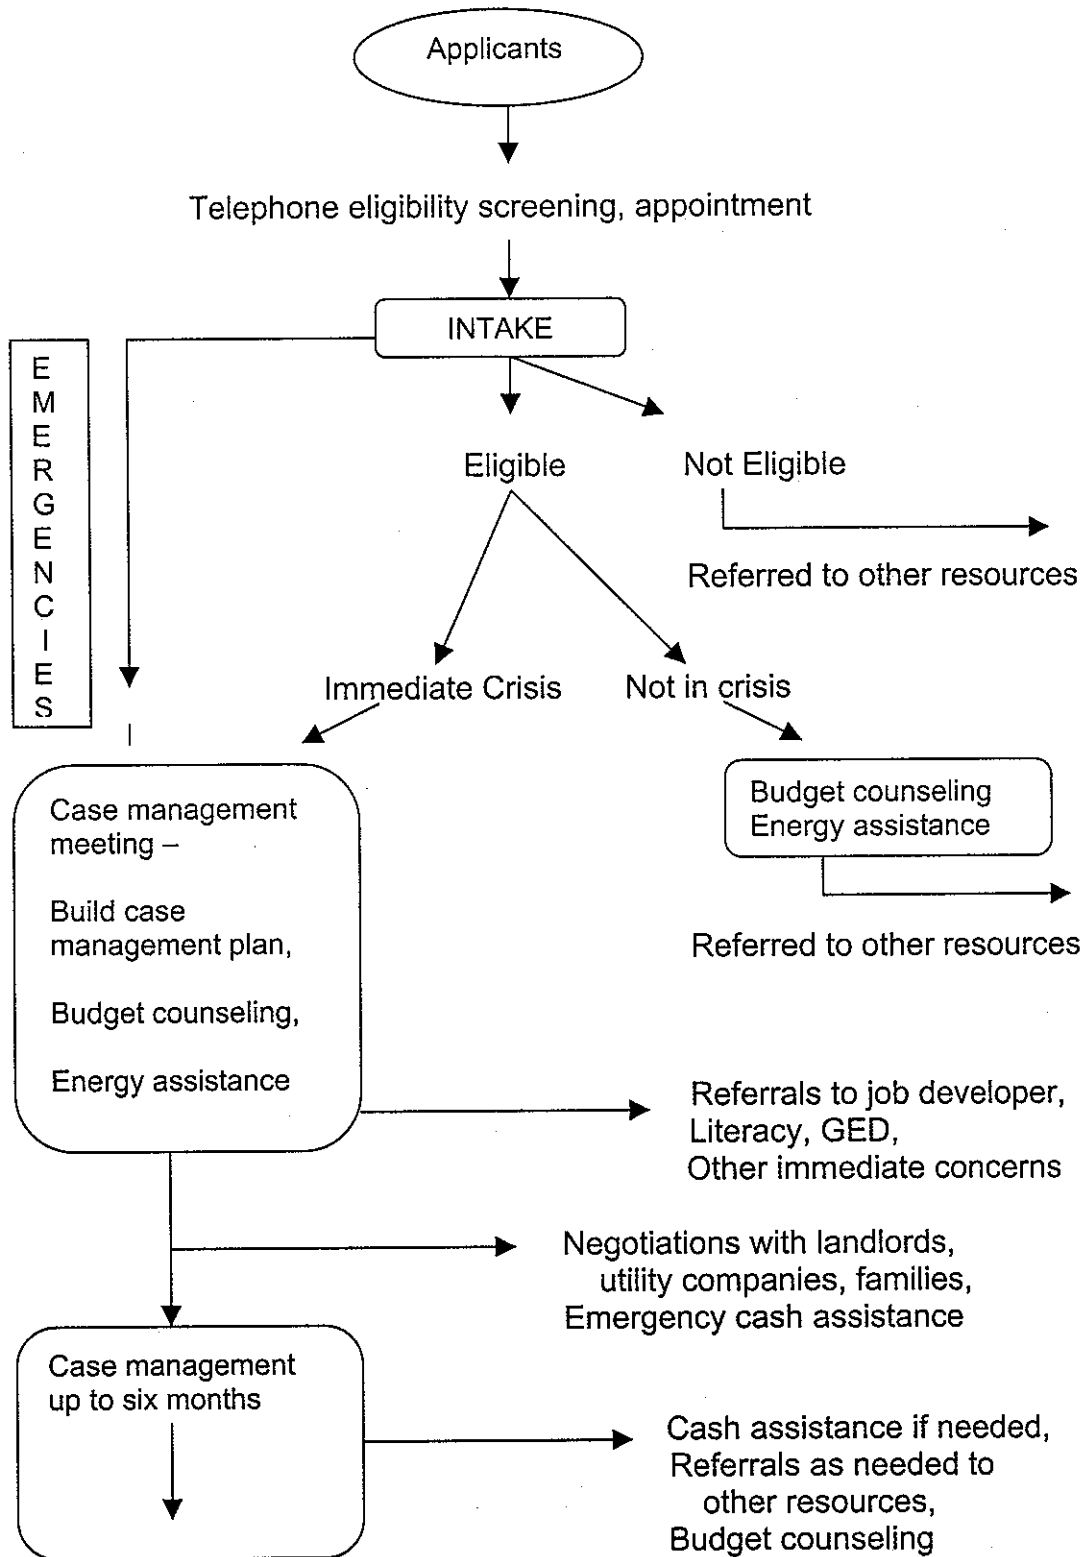 Applicants
Telephone eligibility screening, appointment
INTAKE
EMERGENCIES
Eligible
Not Eligible
Referred to other resources
Immediate Crisis
Not in crisis
Case management
meeting –
Build case
management plan,
Budget counseling,
Energy assistance
Budget counseling
Energy assistance
Referred to other resources
Referrals to job developer,
Literacy, GED,
Other immediate concerns
Negotiations with landlords,
utility companies, families,
Emergency cash assistance
Case management
up to six months
Cash assistance if needed,
Referrals as needed to
other resources,
Budget counseling